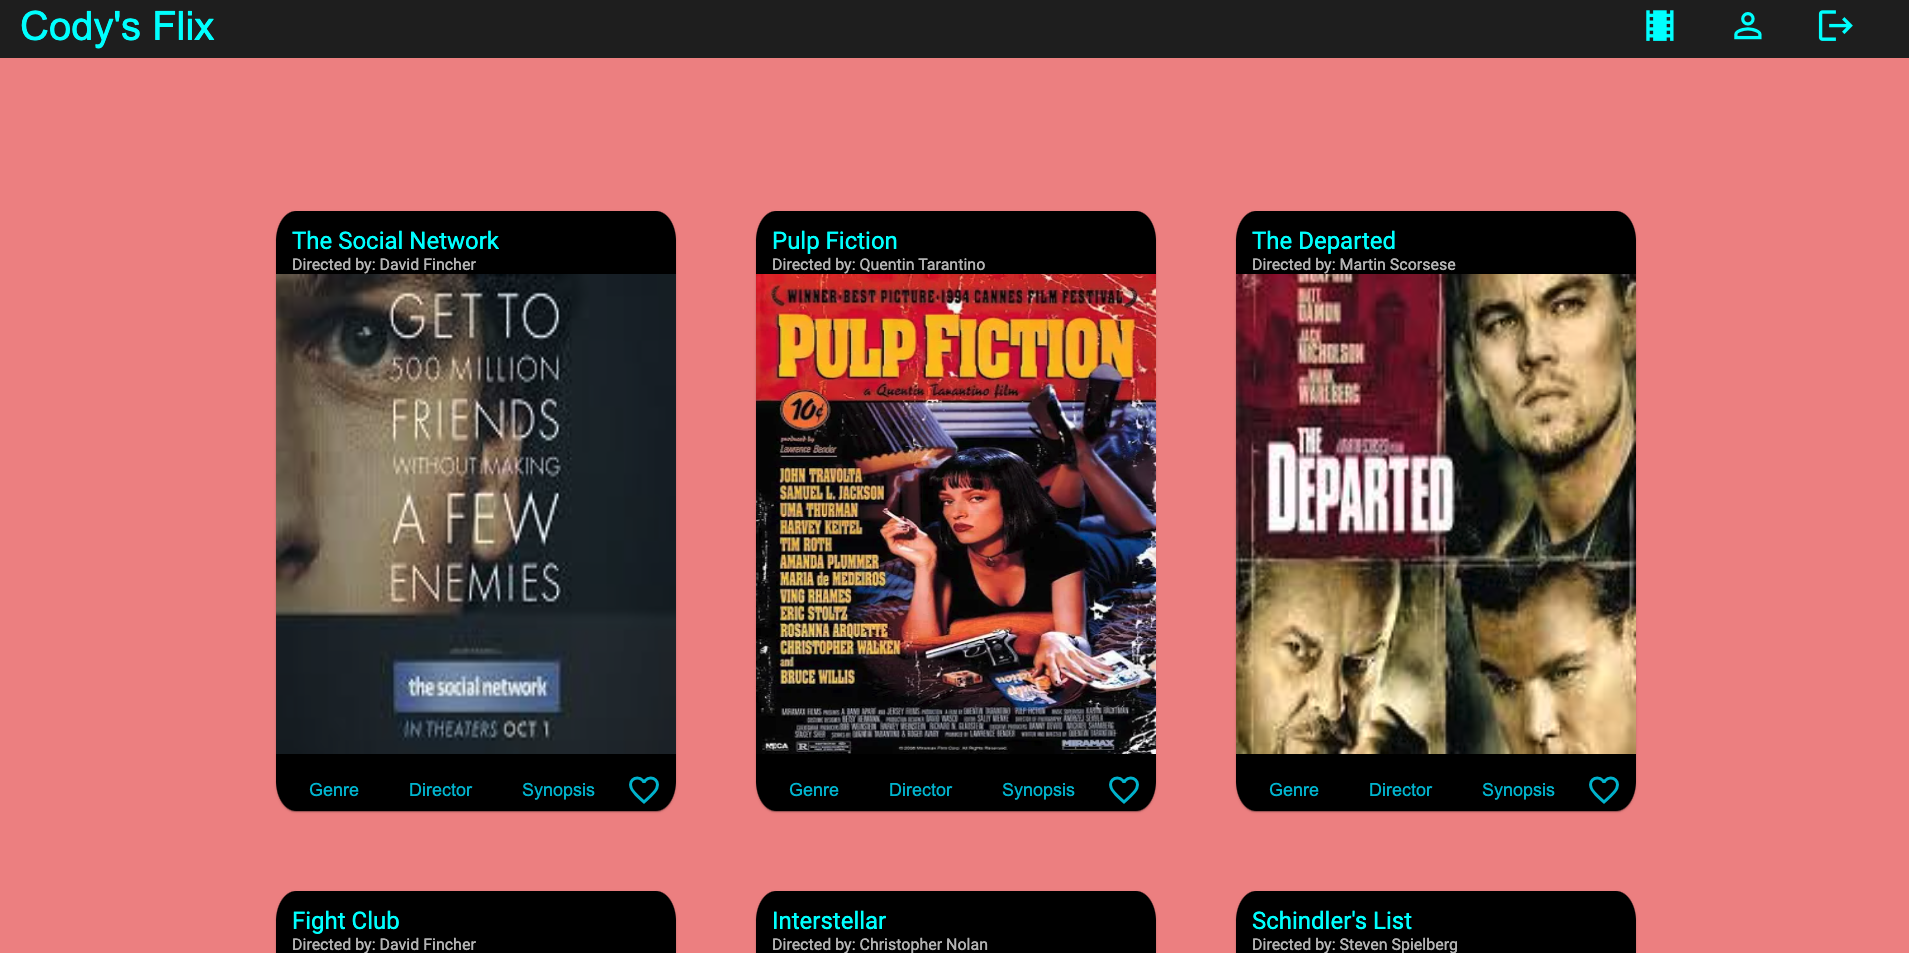 Cody's Flix
The Social Network
Directed by: David Fincher
GET TO
500 MILLION
FRIENDS
WITHOUT MAKING
A FEW
ENEMIES
the social network
IN THEATERS OCT 1
Genre Director Synopsis
Pulp Fiction
Directed by: Quentin Tarantino
WINNER-BEST PICTURE-1994 CANNES FILM FESTIVAL
PULP FICTION
a Quentin Tarantino film
10¢
produced by
Lawrence Bender
JOHN TRAVOLTA
SAMUEL L. JACKSON
UMA THURMAN
HARVEY KEITEL
TIM ROTH
AMANDA PLUMMER
MARIA de MEDEIROS
VING RHAMES
ERIC STOLTZ
ROSANNA ARQUETTE
CHRISTOPHER WALKEN
and
BRUCE WILLIS
MIRAMAX
Genre Director Synopsis
The Departed
Directed by: Martin Scorsese
MATT
DAMON
JACK
NICHOLSON
MARK
WAHLBERG
THE
DEPARTED
Genre Director Synopsis
Fight Club
Directed by: David Fincher
Interstellar
Directed by: Christopher Nolan
Schindler's List
Directed by: Steven Spielberg